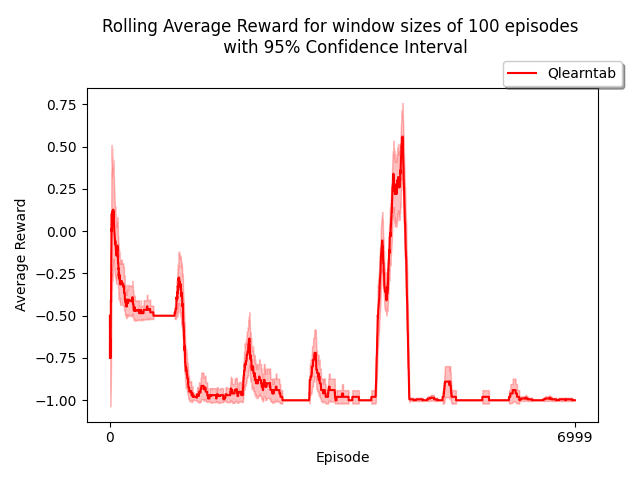 Rolling Average Reward for window sizes of 100 episodes
with 95% Confidence Interval
Qlearntab
0.75
0.50
0.25
0.00
−0.25
−0.50
−0.75
−1.00
Average Reward
0 6999
Episode